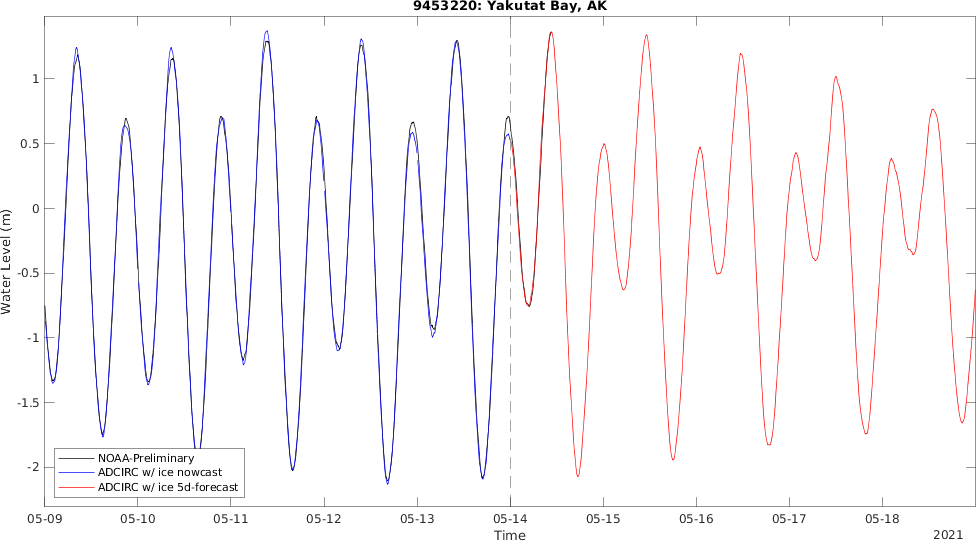 9453220: Yakutat Bay, AK
Water Level (m)
1
0.5
0
-0.5
-1
-1.5
-2
NOAA-Preliminary
ADCIRC w/ ice nowcast
ADCIRC w/ ice 5d-forecast
05-09 05-10 05-11 05-12 05-13 05-14 05-15 05-16 05-17 05-18
Time
2021